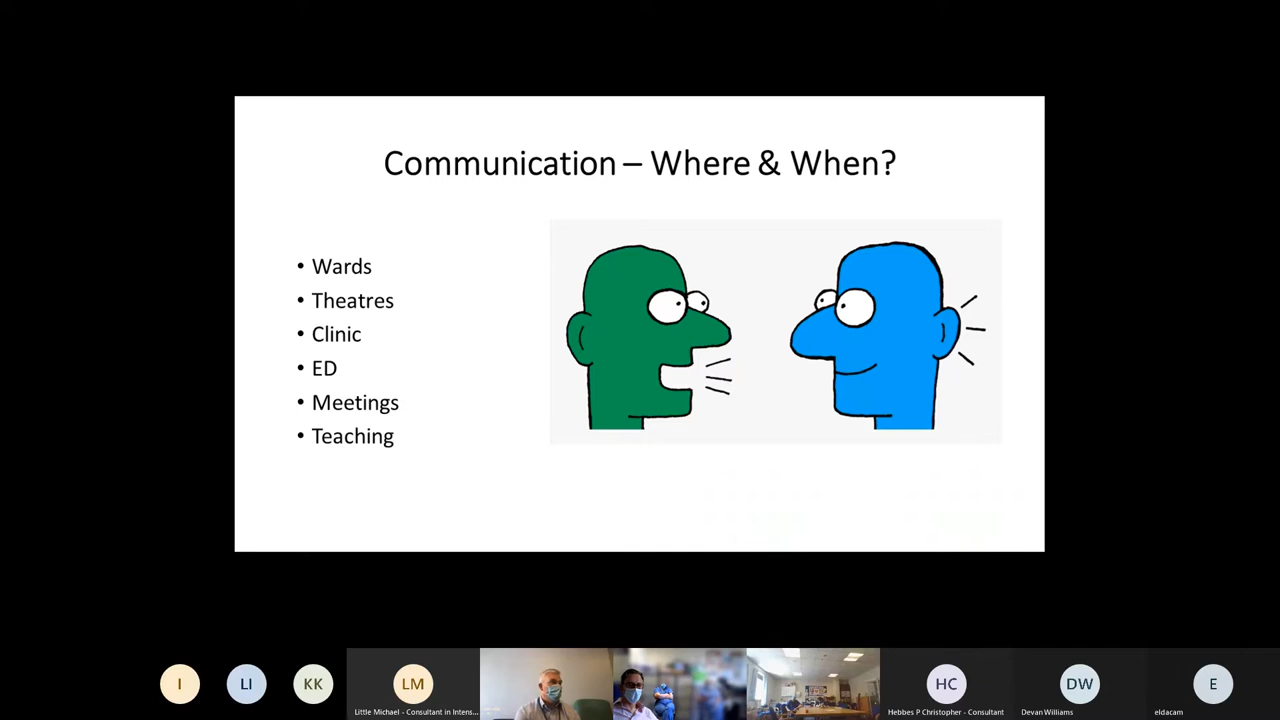 Communication – Where & When?
• Wards
• Theatres
• Clinic
• ED
• Meetings
• Teaching
I
LI
KK
LM
HC
DW
E
Little Michael - Consultant in Intens...
Hebbes P Christopher - Consultant
Devan Williams
eldacam